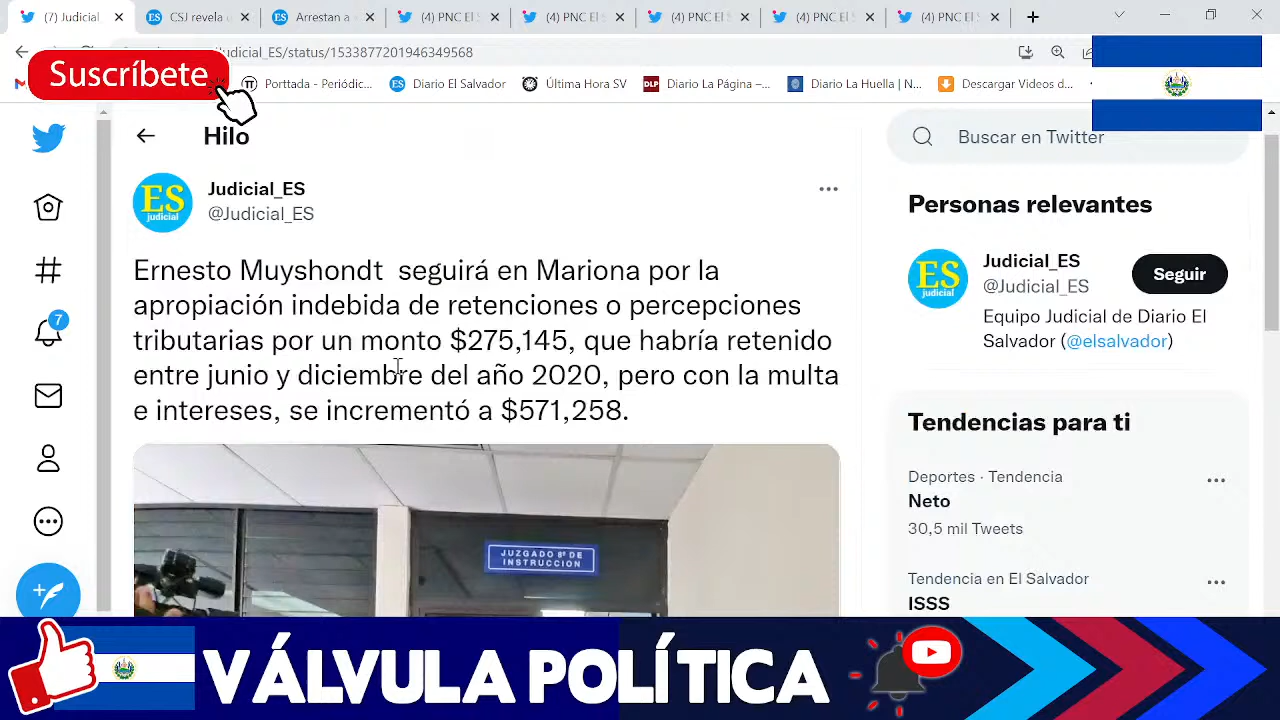 (7) Judicial
CSJ revela
Arrestan a
(4) PNC El S
(4) PNC El S
(4) PNC El S
(4) PNC El S
(4) PNC El S
Judicial_ES/status/1533877201946349568
Suscríbete
Porttada - Periódic...
Diario El Salvador
Última Hora SV
DLP
Diario La Página –...
Diario La Huella | N...
Descargar Videos d...
Hilo
Buscar en Twitter
ES
judicial
Judicial_ES
@Judicial_ES
Ernesto Muyshondt seguirá en Mariona por la
apropiación indebida de retenciones o percepciones
tributarias por un monto $275,145, que habría retenido
entre junio y diciembre del año 2020, pero con la multa
e intereses, se incrementó a $571,258.
JUZGADO 8º DE
INSTRUCCION
Personas relevantes
ES
judicial
Judicial_ES
@Judicial_ES
Seguir
Equipo Judicial de Diario El
Salvador (@elsalvador)
Tendencias para ti
Deportes · Tendencia
Neto
30,5 mil Tweets
Tendencia en El Salvador
ISSS
7
VÁLVULA POLÍTICA